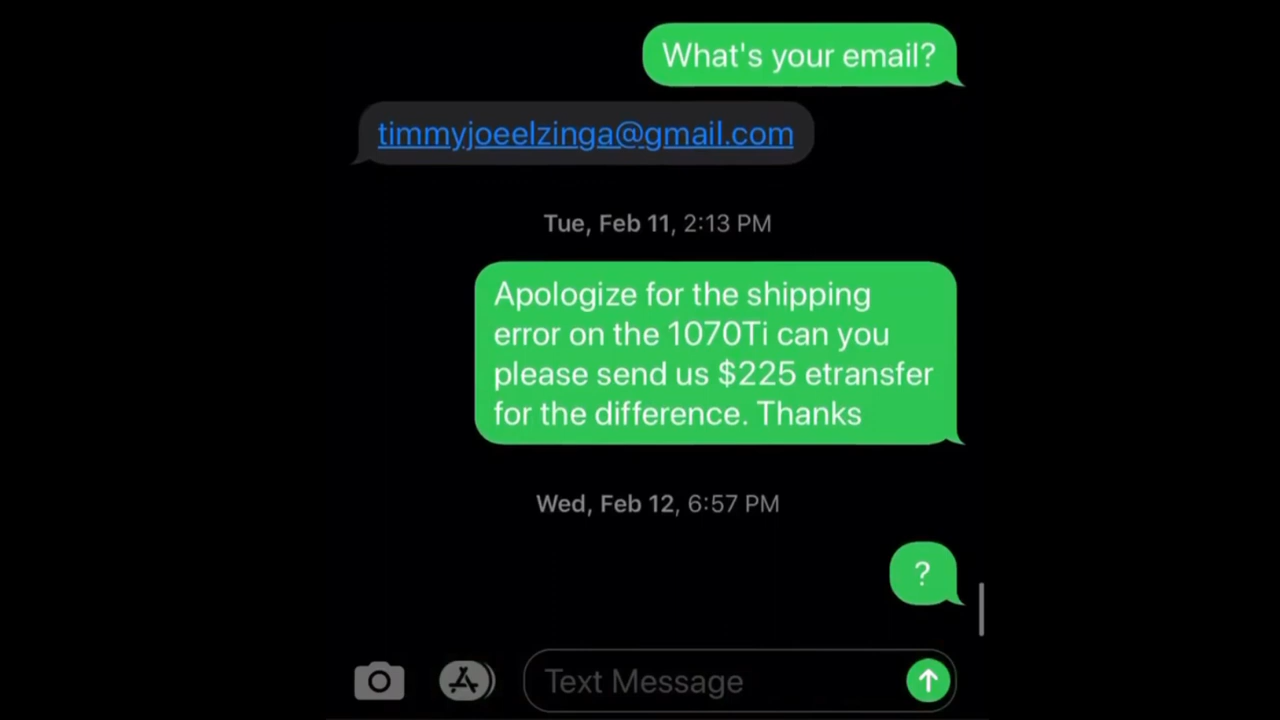 What's your email?
timmyjoeelzinga@gmail.com
Tue, Feb 11, 2:13 PM
Apologize for the shipping
error on the 1070Ti can you
please send us $225 etransfer
for the difference. Thanks
Wed, Feb 12, 6:57 PM
?
Text Message